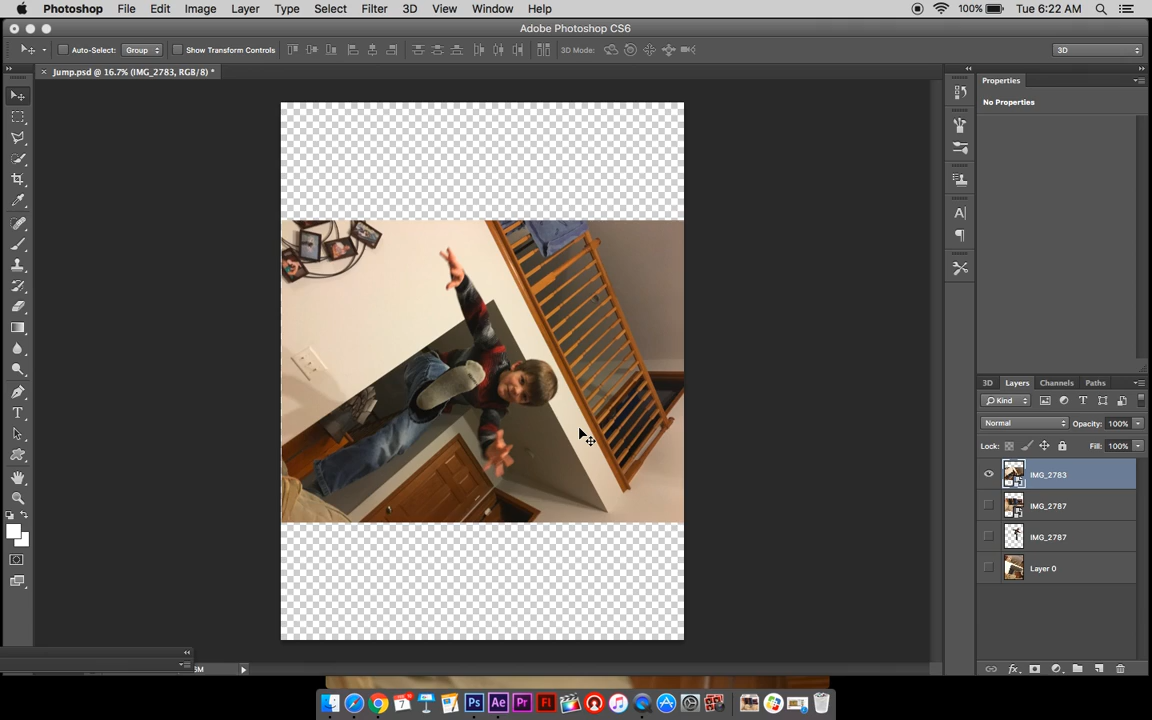 Photoshop File Edit Image Layer Type Select Filter 3D View Window Help 100% Tue 6:22 AM
Adobe Photoshop CS6
Auto-Select: Group Show Transform Controls 3D Mode: 3D
Jump.psd @ 16.7% (IMG_2783, RGB/8) *
Properties
No Properties
3D Layers Channels Paths
Kind
Normal Opacity: 100%
Lock: Fill: 100%
IMG_2783
IMG_2787
IMG_2787
Layer 0